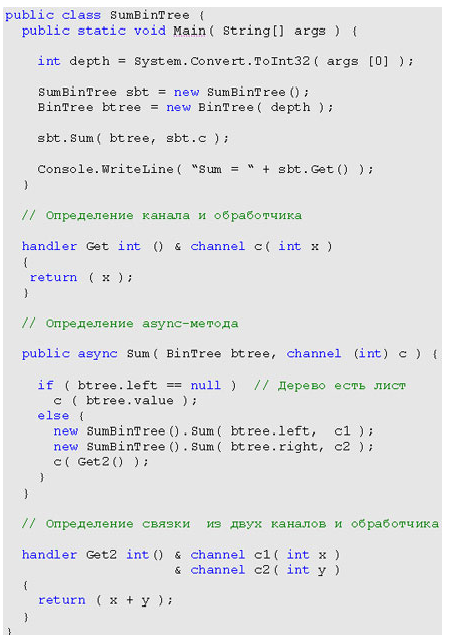 public class SumBinTree {
public static void Main( String[] args ) {
int depth = System.Convert.ToInt32( args [0] );
SumBinTree sbt = new SumBinTree();
BinTree btree = new BinTree( depth );
sbt.Sum( btree, sbt.c );
Console.WriteLine( “Sum = “ + sbt.Get() );
}
// Определение канала и обработчика
handler Get int () & channel c( int x )
{
return ( x );
}
// Определение async-метода
public async Sum( BinTree btree, channel (int) c ) {
if ( btree.left == null ) // Дерево есть лист
c ( btree.value );
else {
new SumBinTree().Sum( btree.left, c1 );
new SumBinTree().Sum( btree.right, c2 );
c( Get2() );
}
}
// Определение связки из двух каналов и обработчика
handler Get2 int() & channel c1( int x )
& channel c2( int y )
{
return ( x + y );
}
}